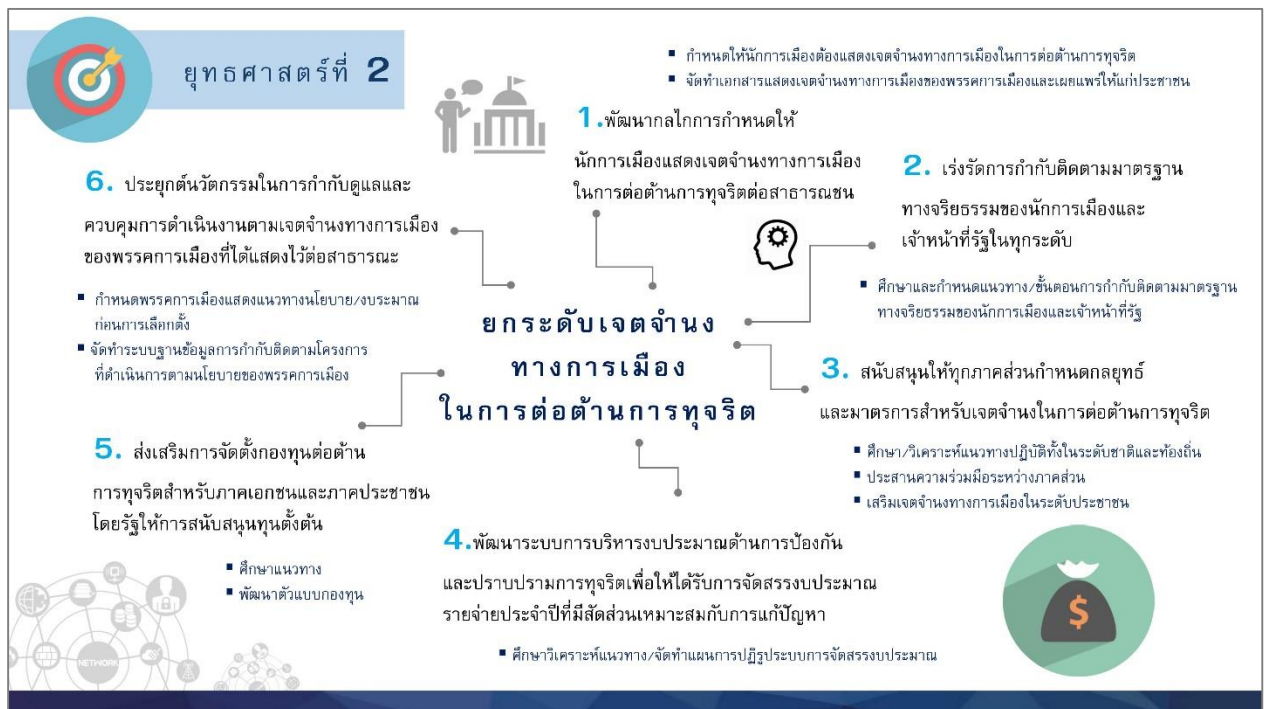 ยุทธศาสตร์ที่ 2
▪ กำหนดให้นักการเมืองต้องแสดงเจตจำนงทางการเมืองในการต่อต้านการทุจริต
▪ จัดทำเอกสารแสดงเจตจำนงทางการเมืองของพรรคการเมืองและเผยแพร่ให้แก่ประชาชน
1.พัฒนากลไกการกำหนดให้
นักการเมืองแสดงเจตจำนงทางการเมือง
ในการต่อต้านการทุจริตต่อสาธารณชน
2. เร่งรัดการกำกับติดตามมาตรฐาน
ทางจริยธรรมของนักการเมืองและ
เจ้าหน้าที่รัฐในทุกระดับ
▪ ศึกษาและกำหนดแนวทาง/ขั้นตอนการกำกับติดตามมาตรฐาน
ทางจริยธรรมของนักการเมืองและเจ้าหน้าที่รัฐ
ยกระดับเจตจำนง
ทางการเมือง
ในการต่อต้านการทุจริต
3. สนับสนุนให้ทุกภาคส่วนกำหนดกลยุทธ์
และมาตรการสำหรับเจตจำนงในการต่อต้านการทุจริต
▪ ศึกษา/วิเคราะห์แนวทางปฏิบัติทั้งในระดับชาติและท้องถิ่น
▪ ประสานความร่วมมือระหว่างภาคส่วน
▪ เสริมเจตจำนงทางการเมืองในระดับประชาชน
4.พัฒนาระบบการบริหารงบประมาณด้านการป้องกัน
และปราบปรามการทุจริตเพื่อให้ได้รับการจัดสรรงบประมาณ
รายจ่ายประจำปีที่มีสัดส่วนเหมาะสมกับการแก้ปัญหา
▪ ศึกษาวิเคราะห์แนวทาง/จัดทำแผนการปฏิรูประบบการจัดสรรงบประมาณ
5. ส่งเสริมการจัดตั้งกองทุนต่อต้าน
การทุจริตสำหรับภาคเอกชนและภาคประชาชน
โดยรัฐให้การสนับสนุนทุนตั้งต้น
▪ ศึกษาแนวทาง
▪ พัฒนาตัวแบบกองทุน
6. ประยุกต์นวัตกรรมในการกำกับดูแลและ
ควบคุมการดำเนินงานตามเจตจำนงทางการเมือง
ของพรรคการเมืองที่ได้แสดงไว้ต่อสาธารณะ
▪ กำหนดพรรคการเมืองแสดงแนวทางนโยบาย/งบประมาณ
ก่อนการเลือกตั้ง
▪ จัดทำระบบฐานข้อมูลการกำกับติดตามโครงการ
ที่ดำเนินการตามนโยบายของพรรคการเมือง
NETWORK
$